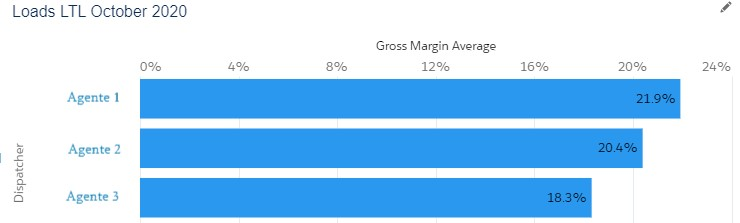 Loads LTL October 2020
Gross Margin Average
0% 4% 8% 12% 16% 20% 24%
Dispatcher
Agente 1 21.9%
Agente 2 20.4%
Agente 3 18.3%